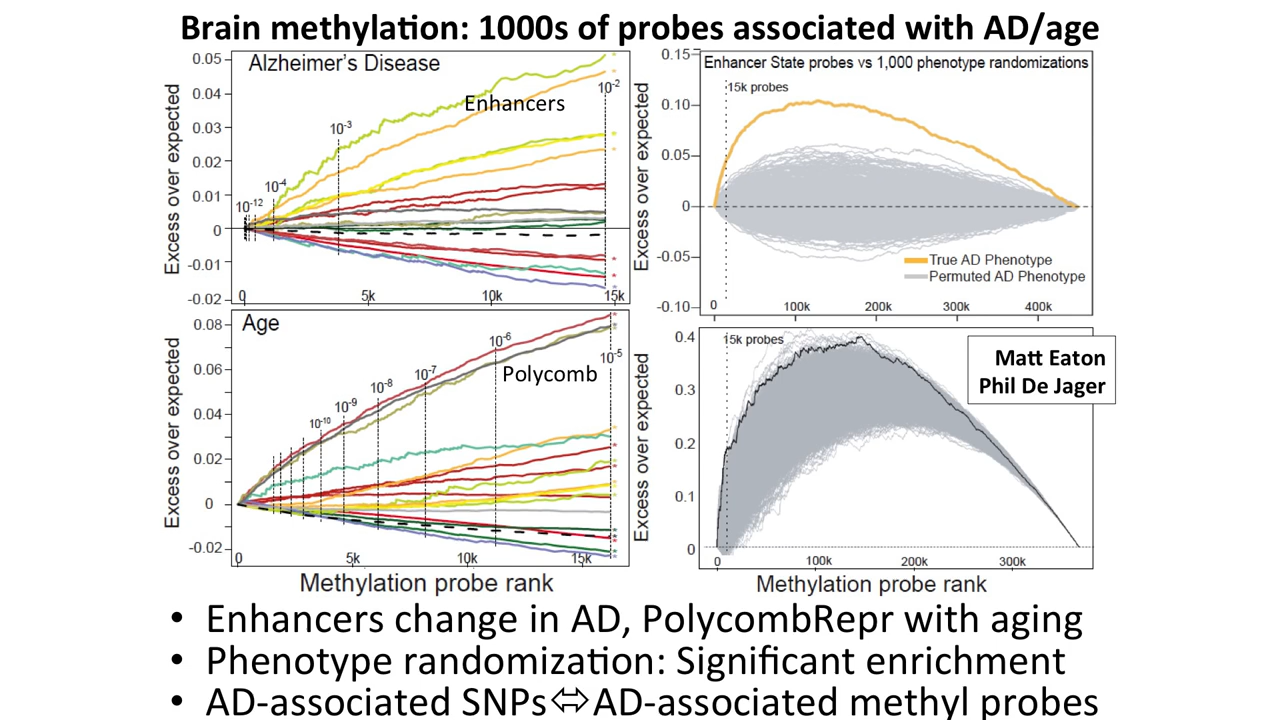 Brain methylation: 1000s of probes associated with AD/age
Alzheimer's Disease
Enhancers
10-2
10-3
10-4
10-12
Excess over expected
0.05
0.04
0.03
0.02
0.01
0
-0.01
-0.02
0 5k 10k 15k
Enhancer State probes vs 1,000 phenotype randomizations
15k probes
Excess over expected
0.15
0.10
0.05
0
-0.05
-0.10
True AD Phenotype
Permuted AD Phenotype
0 100k 200k 300k 400k
Age
Polycomb
10-5
10-6
10-7
10-8
10-9
10-10
Excess over expected
0.08
0.06
0.04
0.02
0
-0.02
0 5k 10k 15k
Methylation probe rank
15k probes
Matt Eaton
Phil De Jager
Excess over expected
0.4
0.3
0.2
0.1
0
0 100k 200k 300k
Methylation probe rank
• Enhancers change in AD, PolycombRepr with aging
• Phenotype randomization: Significant enrichment
• AD-associated SNPs⬄AD-associated methyl probes